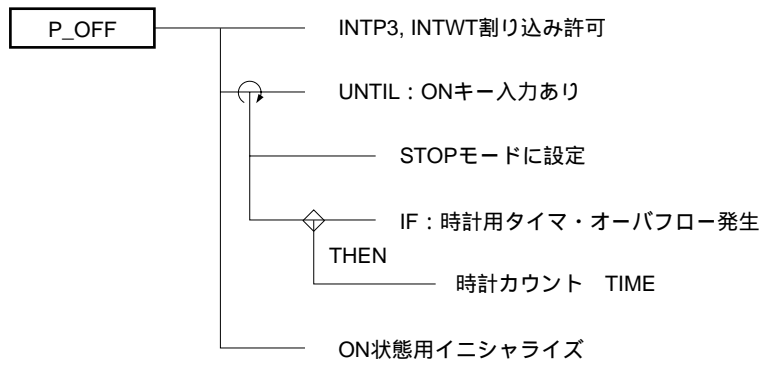 P_OFF
INTP3, INTWT割り込み許可
UNTIL：ONキー入力あり
STOPモードに設定
IF：時計用タイマ・オーバフロー発生
THEN
時計カウント　TIME
ON状態用イニシャライズ